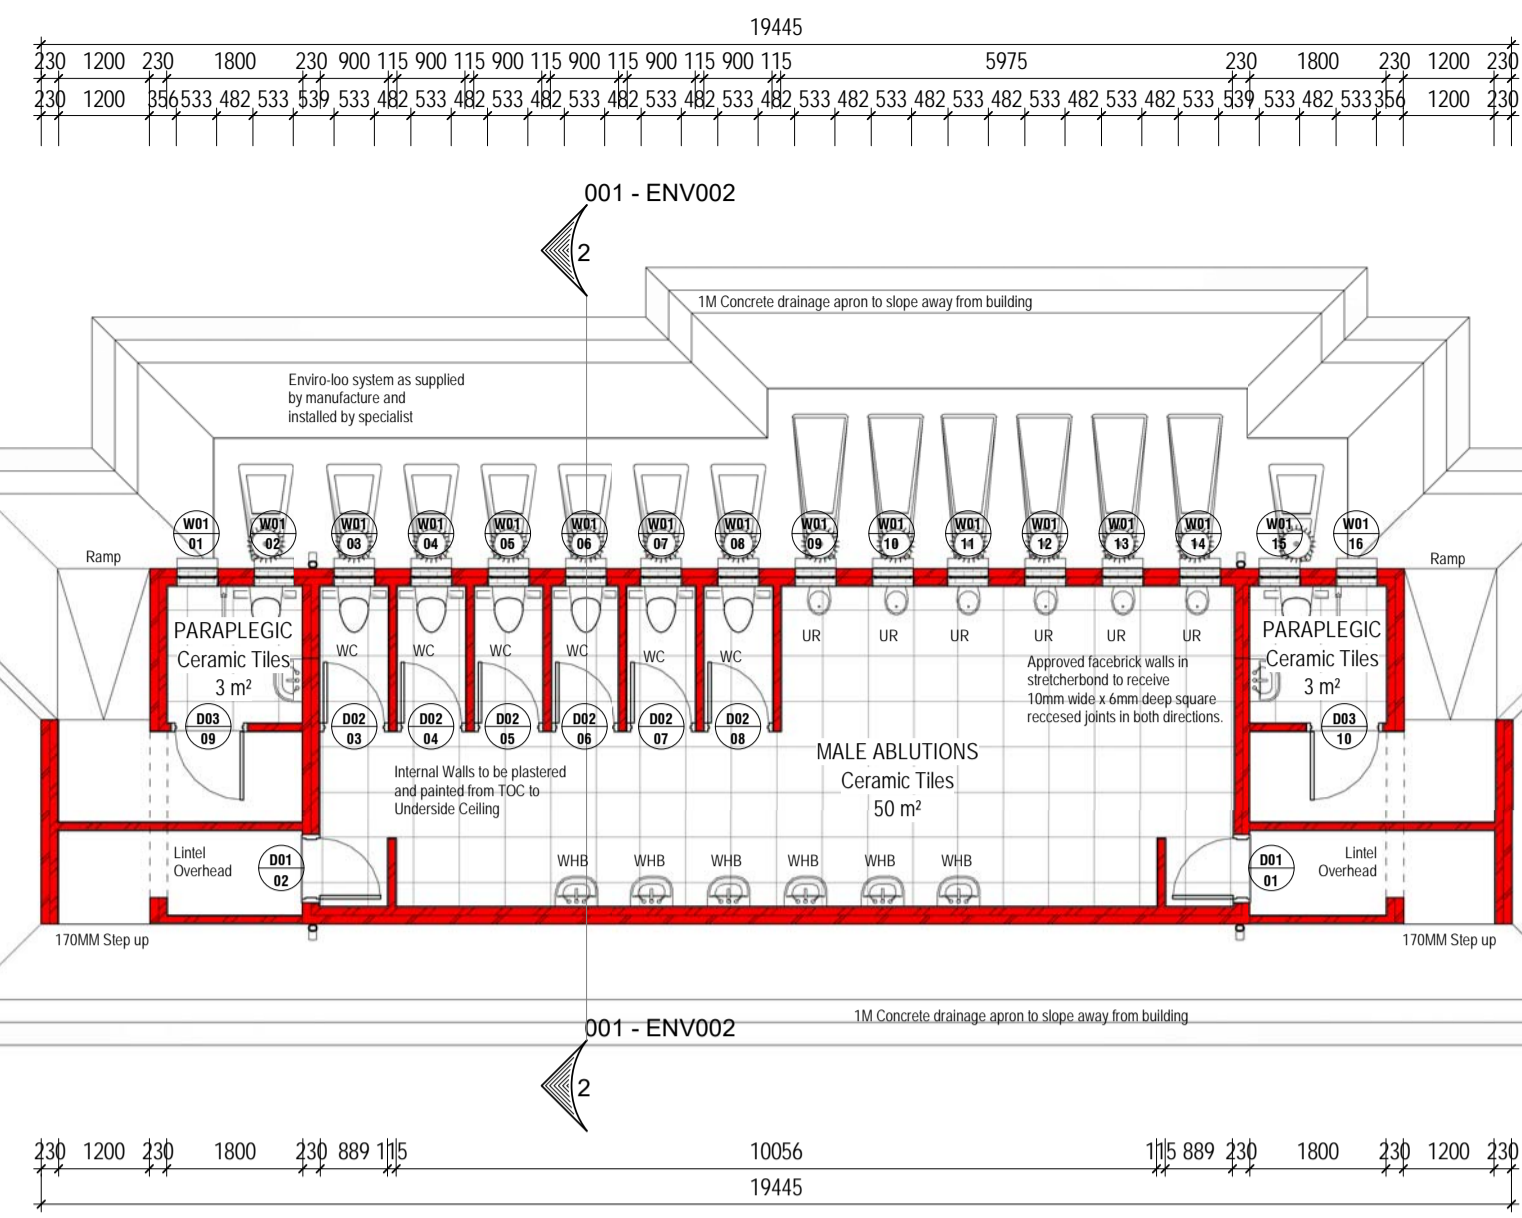 19445
230 1200 230 1800 230 900 115 900 115 900 115 900 115 900 115 900 115 5975 230 1800 230 1200 230
230 1200 356 533 482 533 539 533 482 533 482 533 482 533 482 533 482 533 482 533 482 533 482 533 482 533 482 533 482 533 539 533 482 533 356 1200 230
001 - ENV002
2
1M Concrete drainage apron to slope away from building
Enviro-loo system as supplied
by manufacture and
installed by specialist
W01 W01 W01 W01 W01 W01 W01 W01 W01 W01 W01 W01 W01 W01 W01 W01
01 02 03 04 05 06 07 08 09 10 11 12 13 14 15 16
Ramp
Ramp
PARAPLEGIC
Ceramic Tiles
3 m²
WC WC WC WC WC WC
UR UR UR UR UR UR
PARAPLEGIC
Ceramic Tiles
3 m²
Approved facebrick walls in
stretcherbond to receive
10mm wide x 6mm deep square
reccesed joints in both directions.
D03 D02 D02 D02 D02 D02 D02 D03
09 03 04 05 06 07 08 10
MALE ABLUTIONS
Ceramic Tiles
50 m²
Internal Walls to be plastered
and painted from TOC to
Underside Ceiling
Lintel
Overhead
D01
02
WHB WHB WHB WHB WHB WHB
D01
01
Lintel
Overhead
170MM Step up
170MM Step up
1M Concrete drainage apron to slope away from building
001 - ENV002
2
230 1200 230 1800 230 889 115 10056 115 889 230 1800 230 1200 230
19445